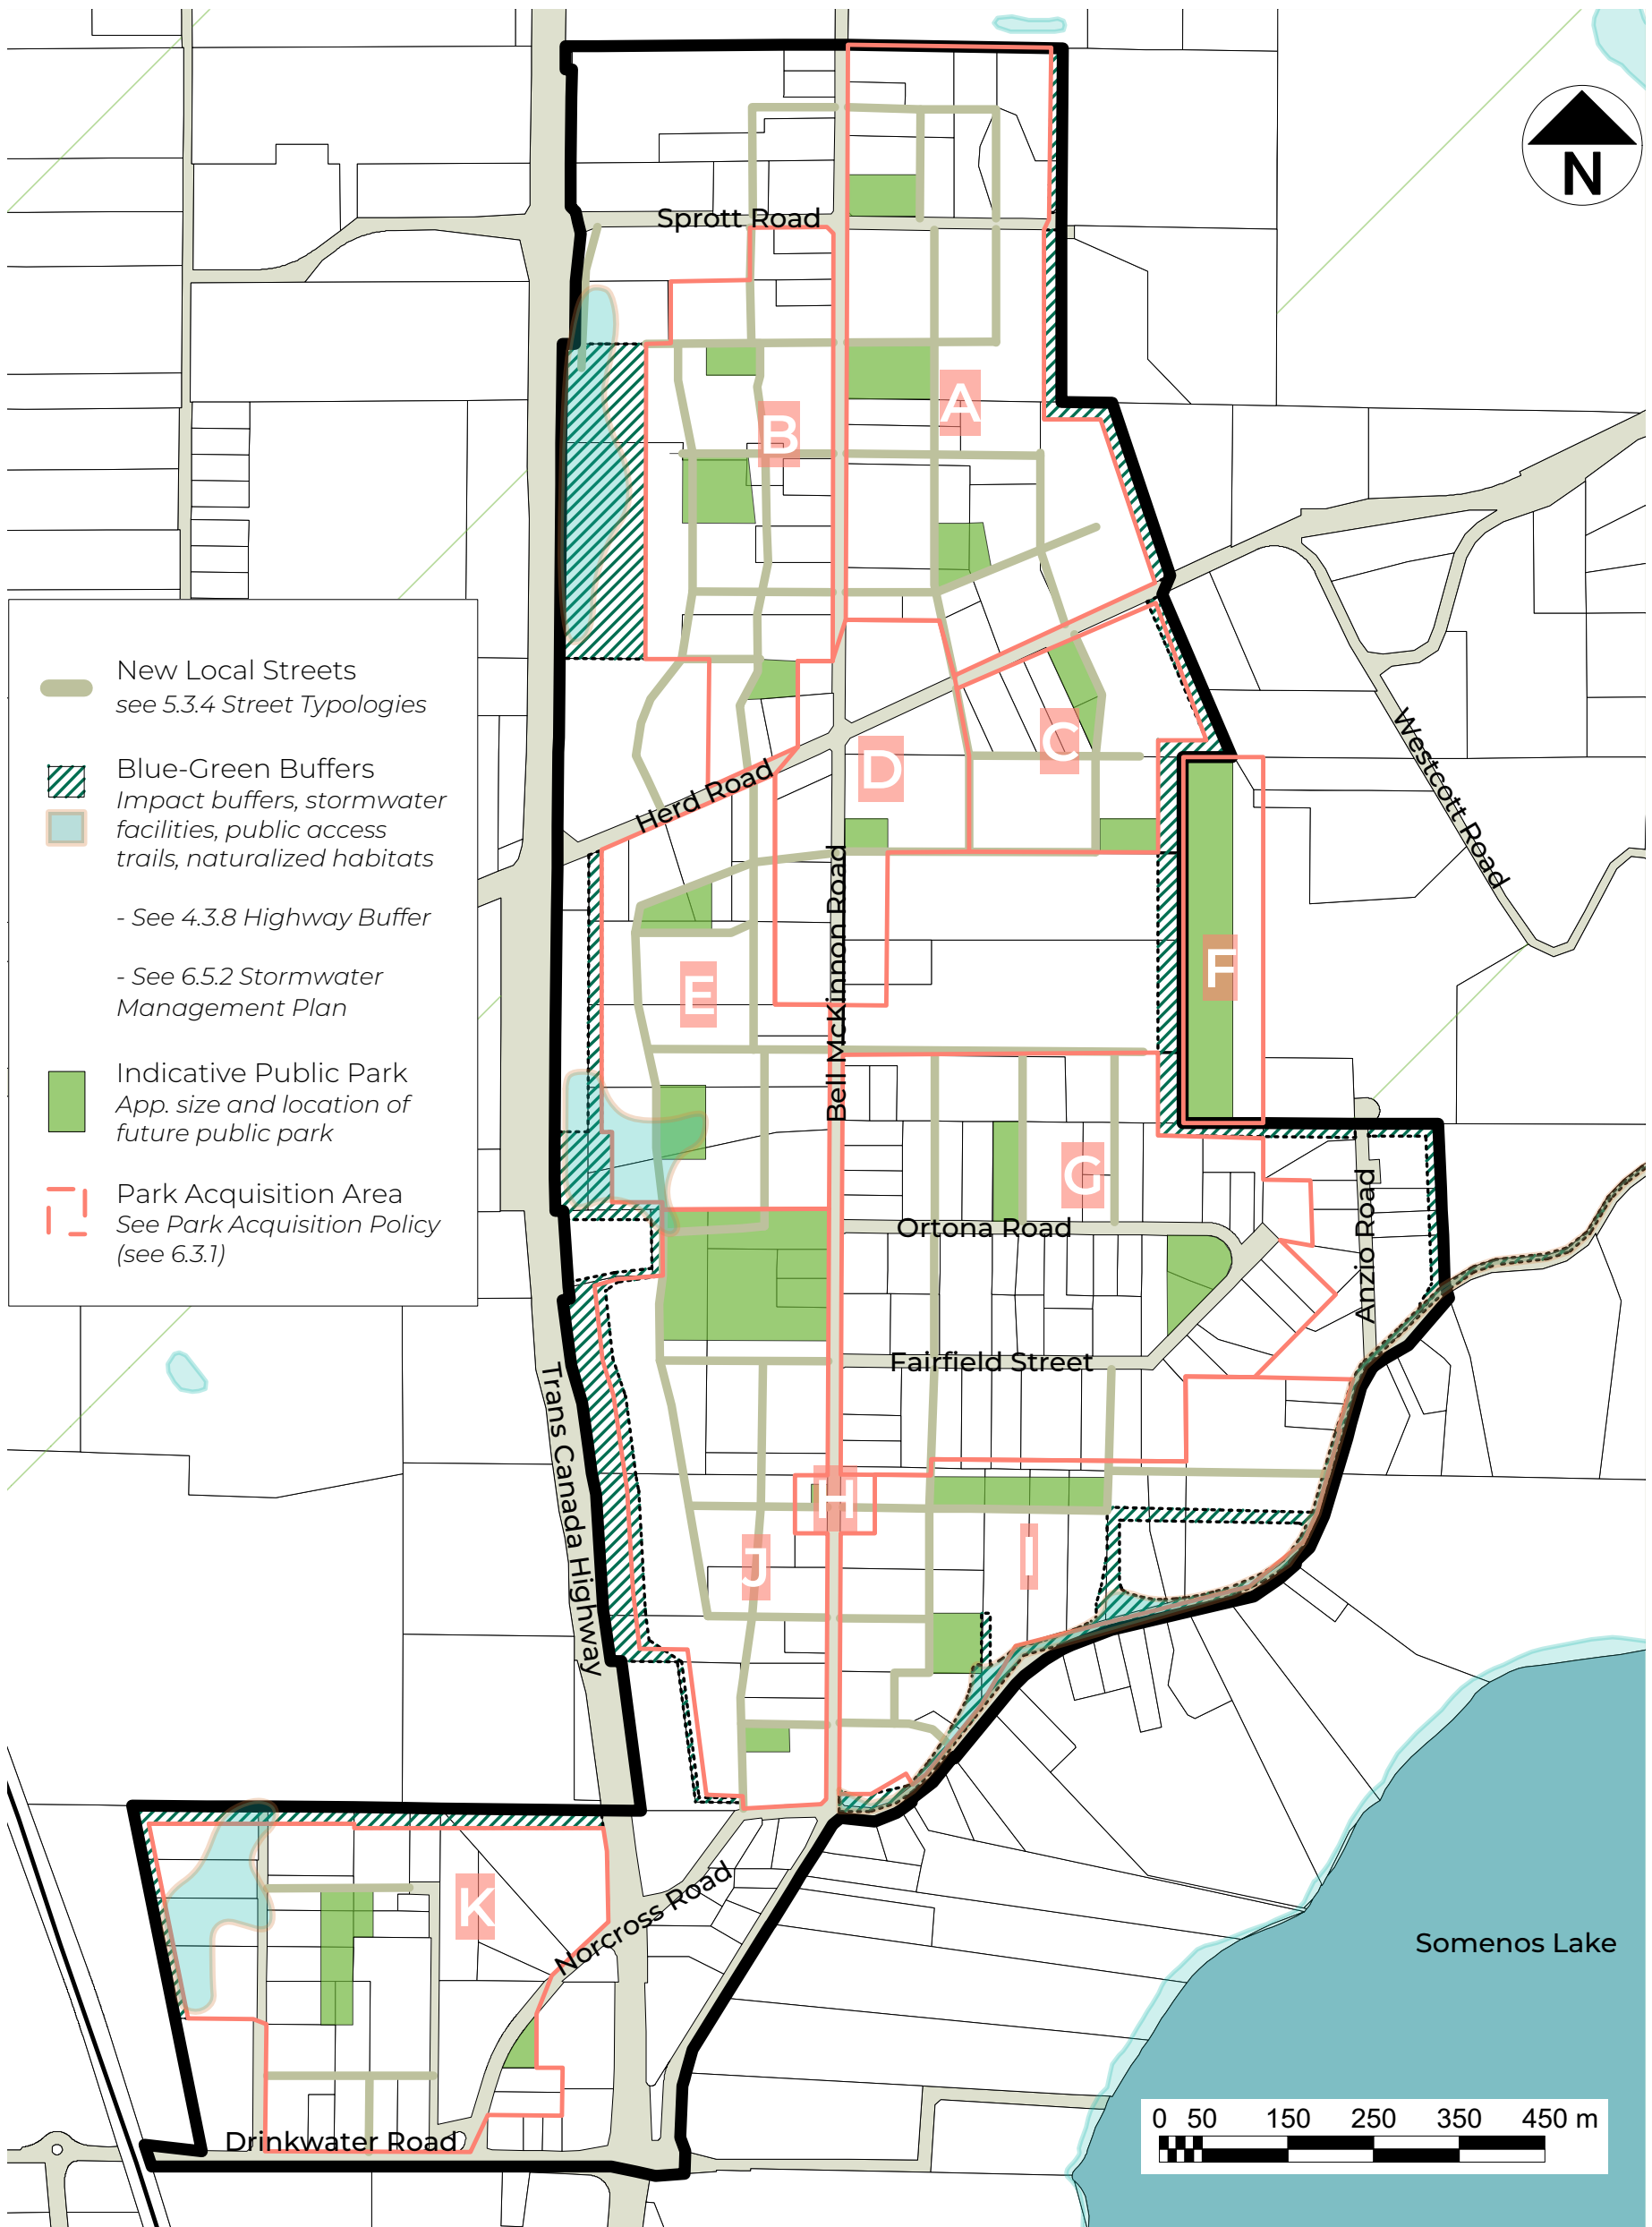 N
Sprott Road
A
B
New Local Streets
see 5.3.4 Street Typologies
Blue-Green Buffers
Impact buffers, stormwater
facilities, public access
trails, naturalized habitats
- See 4.3.8 Highway Buffer
- See 6.5.2 Stormwater
Management Plan
Indicative Public Park
App. size and location of
future public park
Park Acquisition Area
See Park Acquisition Policy
(see 6.3.1)
C
D
Herd Road
Westcott Road
Bell McKinnon Road
F
E
G
Ortona Road
Anzio Road
Fairfield Street
Trans Canada Highway
H
I
J
K
Norcross Road
Somenos Lake
Drinkwater Road
0 50 150 250 350 450 m